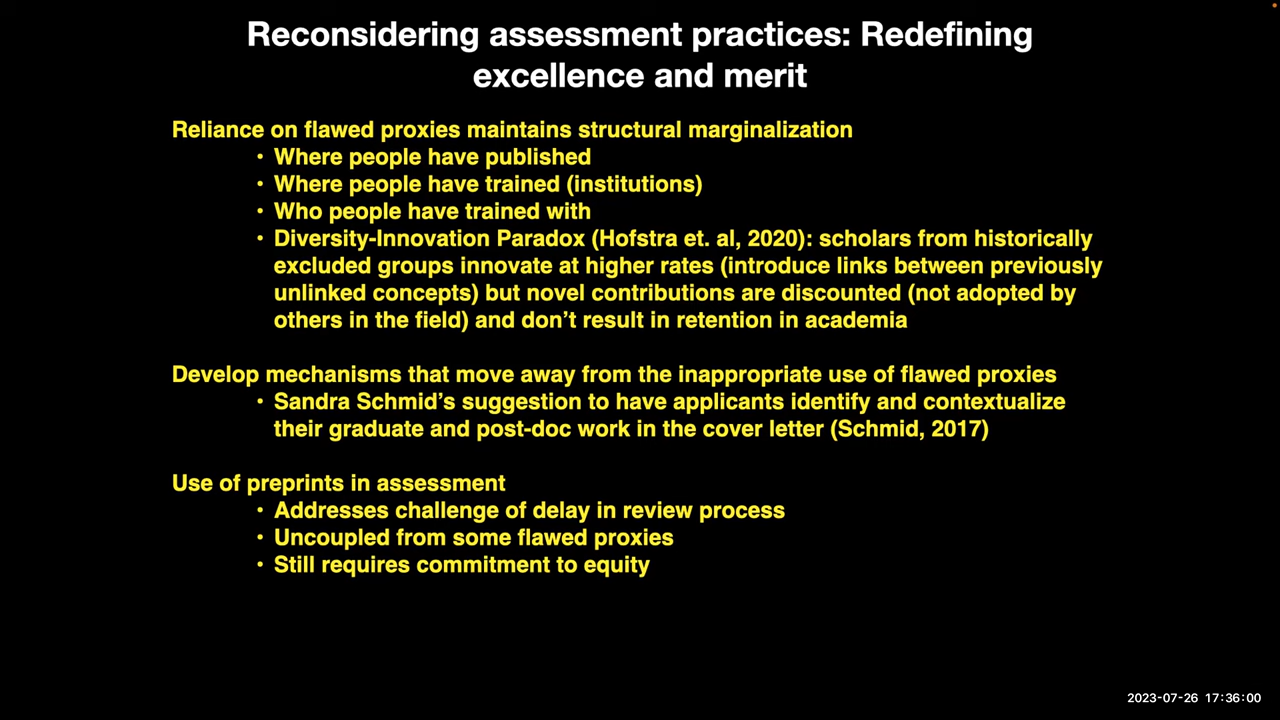 Reconsidering assessment practices: Redefining
excellence and merit
Reliance on flawed proxies maintains structural marginalization
• Where people have published
• Where people have trained (institutions)
• Who people have trained with
• Diversity-Innovation Paradox (Hofstra et. al, 2020): scholars from historically
excluded groups innovate at higher rates (introduce links between previously
unlinked concepts) but novel contributions are discounted (not adopted by
others in the field) and don't result in retention in academia
Develop mechanisms that move away from the inappropriate use of flawed proxies
• Sandra Schmid's suggestion to have applicants identify and contextualize
their graduate and post-doc work in the cover letter (Schmid, 2017)
Use of preprints in assessment
• Addresses challenge of delay in review process
• Uncoupled from some flawed proxies
• Still requires commitment to equity
2023-07-26 17:36:00